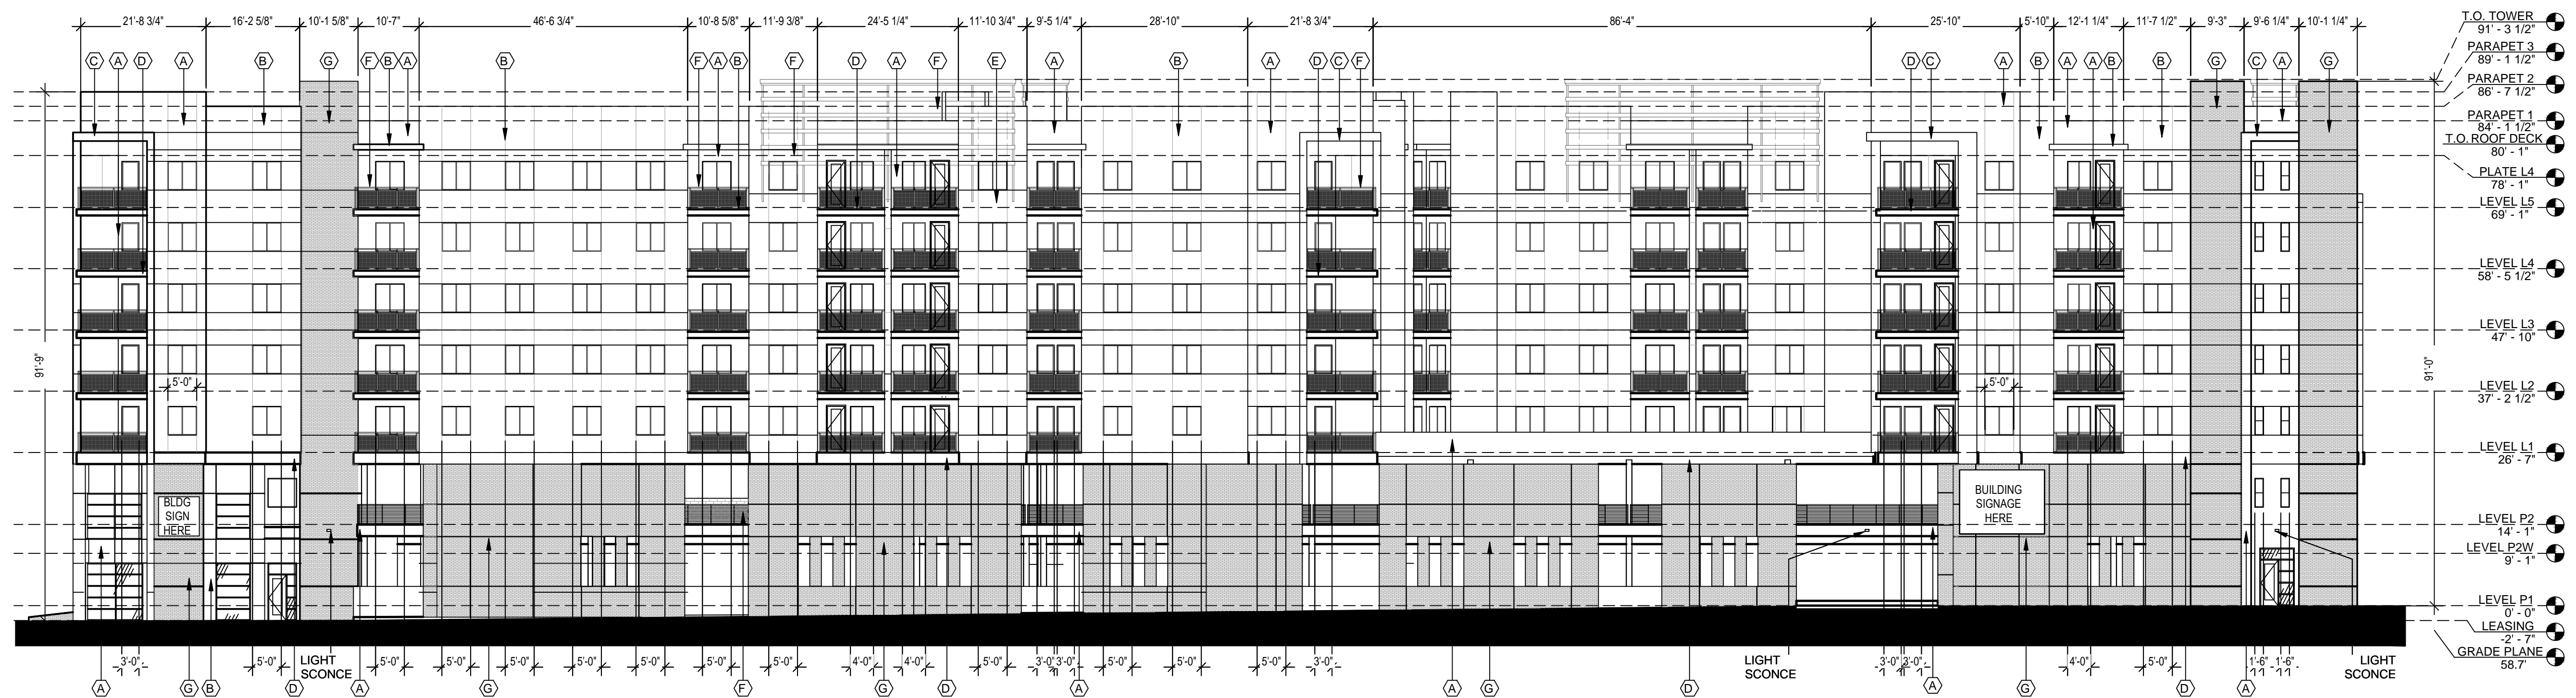 21'-8 3/4" 16'-2 5/8" 10'-1 5/8" 10'-7" 46'-6 3/4" 10'-8 5/8" 11'-9 3/8" 24'-5 1/4" 11'-10 3/4" 9'-5 1/4" 28'-10" 21'-8 3/4" 86'-4" 25'-10" 5'-10" 12'-1 1/4" 11'-7 1/2" 9'-3" 9'-6 1/4" 10'-1 1/4"
C A D A B G F B A B F A B F D A F E A B A D C F D C A B A A B B G C A G
T.O. TOWER
91' - 3 1/2"
PARAPET 3
89' - 1 1/2"
PARAPET 2
86' - 7 1/2"
PARAPET 1
84' - 1 1/2"
T.O. ROOF DECK
80' - 1"
PLATE L4
78' - 1"
LEVEL L5
69' - 1"
LEVEL L4
58' - 5 1/2"
LEVEL L3
47' - 10"
91'-9"
91'-0"
5'-0"
5'-0"
LEVEL L2
37' - 2 1/2"
LEVEL L1
26' - 7"
BLDG
SIGN
HERE
BUILDING
SIGNAGE
HERE
LEVEL P2
14' - 1"
LEVEL P2W
9' - 1"
LEVEL P1
0' - 0"
LEASING
-2' - 7"
GRADE PLANE
58.7'
3'-0" 5'-0" LIGHT
SCONCE
5'-0" 5'-0" 5'-0" 5'-0" 5'-0" 5'-0" 5'-0" 4'-0" 4'-0" 5'-0" 3'-0" 3'-0" 5'-0" 5'-0" 5'-0" 3'-0"
LIGHT
SCONCE
3'-0" 3'-0" 4'-0" 5'-0" 1'-6" 1'-6"
LIGHT
SCONCE
A G B D A G F G D A A G D A G D A